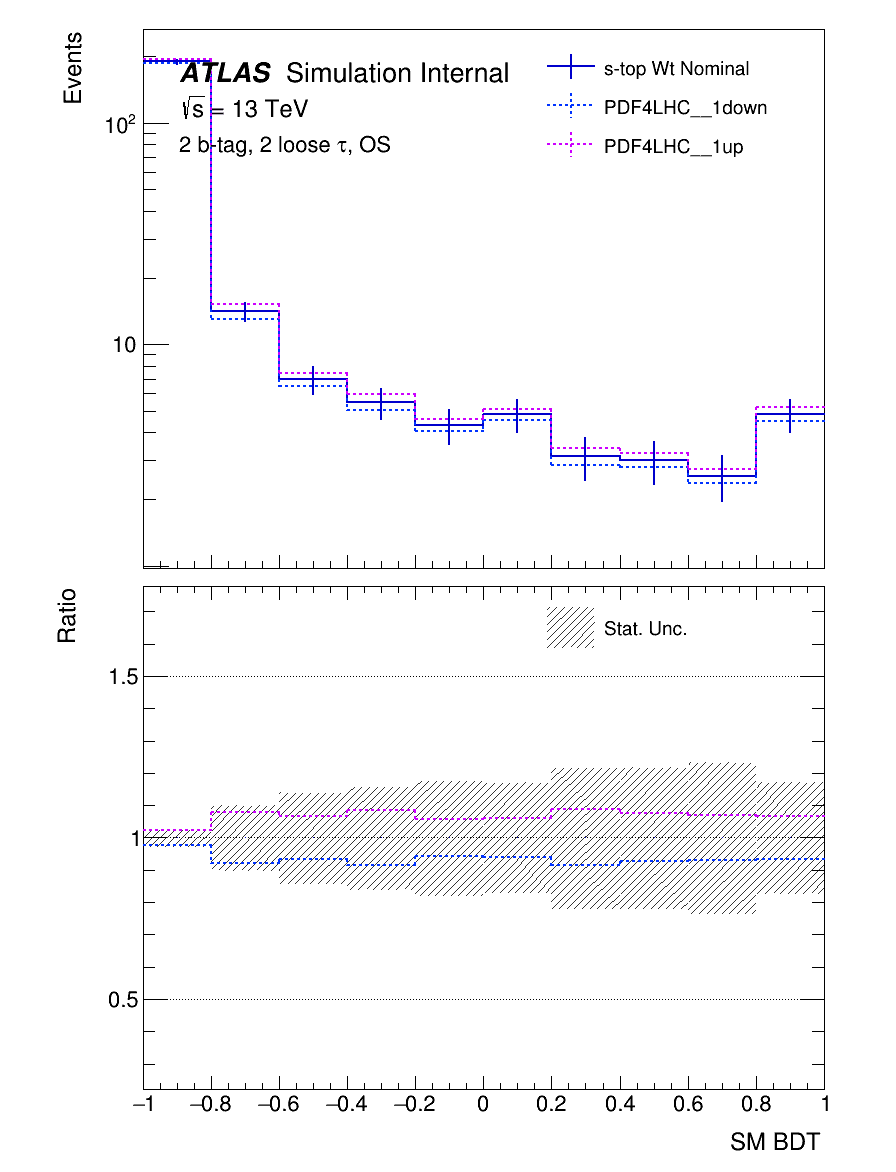 Events
ATLAS Simulation Internal
√s = 13 TeV
2 b-tag, 2 loose τ, OS
s-top Wt Nominal
PDF4LHC__1down
PDF4LHC__1up
10²
10
Ratio
Stat. Unc.
1.5
1
0.5
−1 −0.8 −0.6 −0.4 −0.2 0 0.2 0.4 0.6 0.8 1
SM BDT